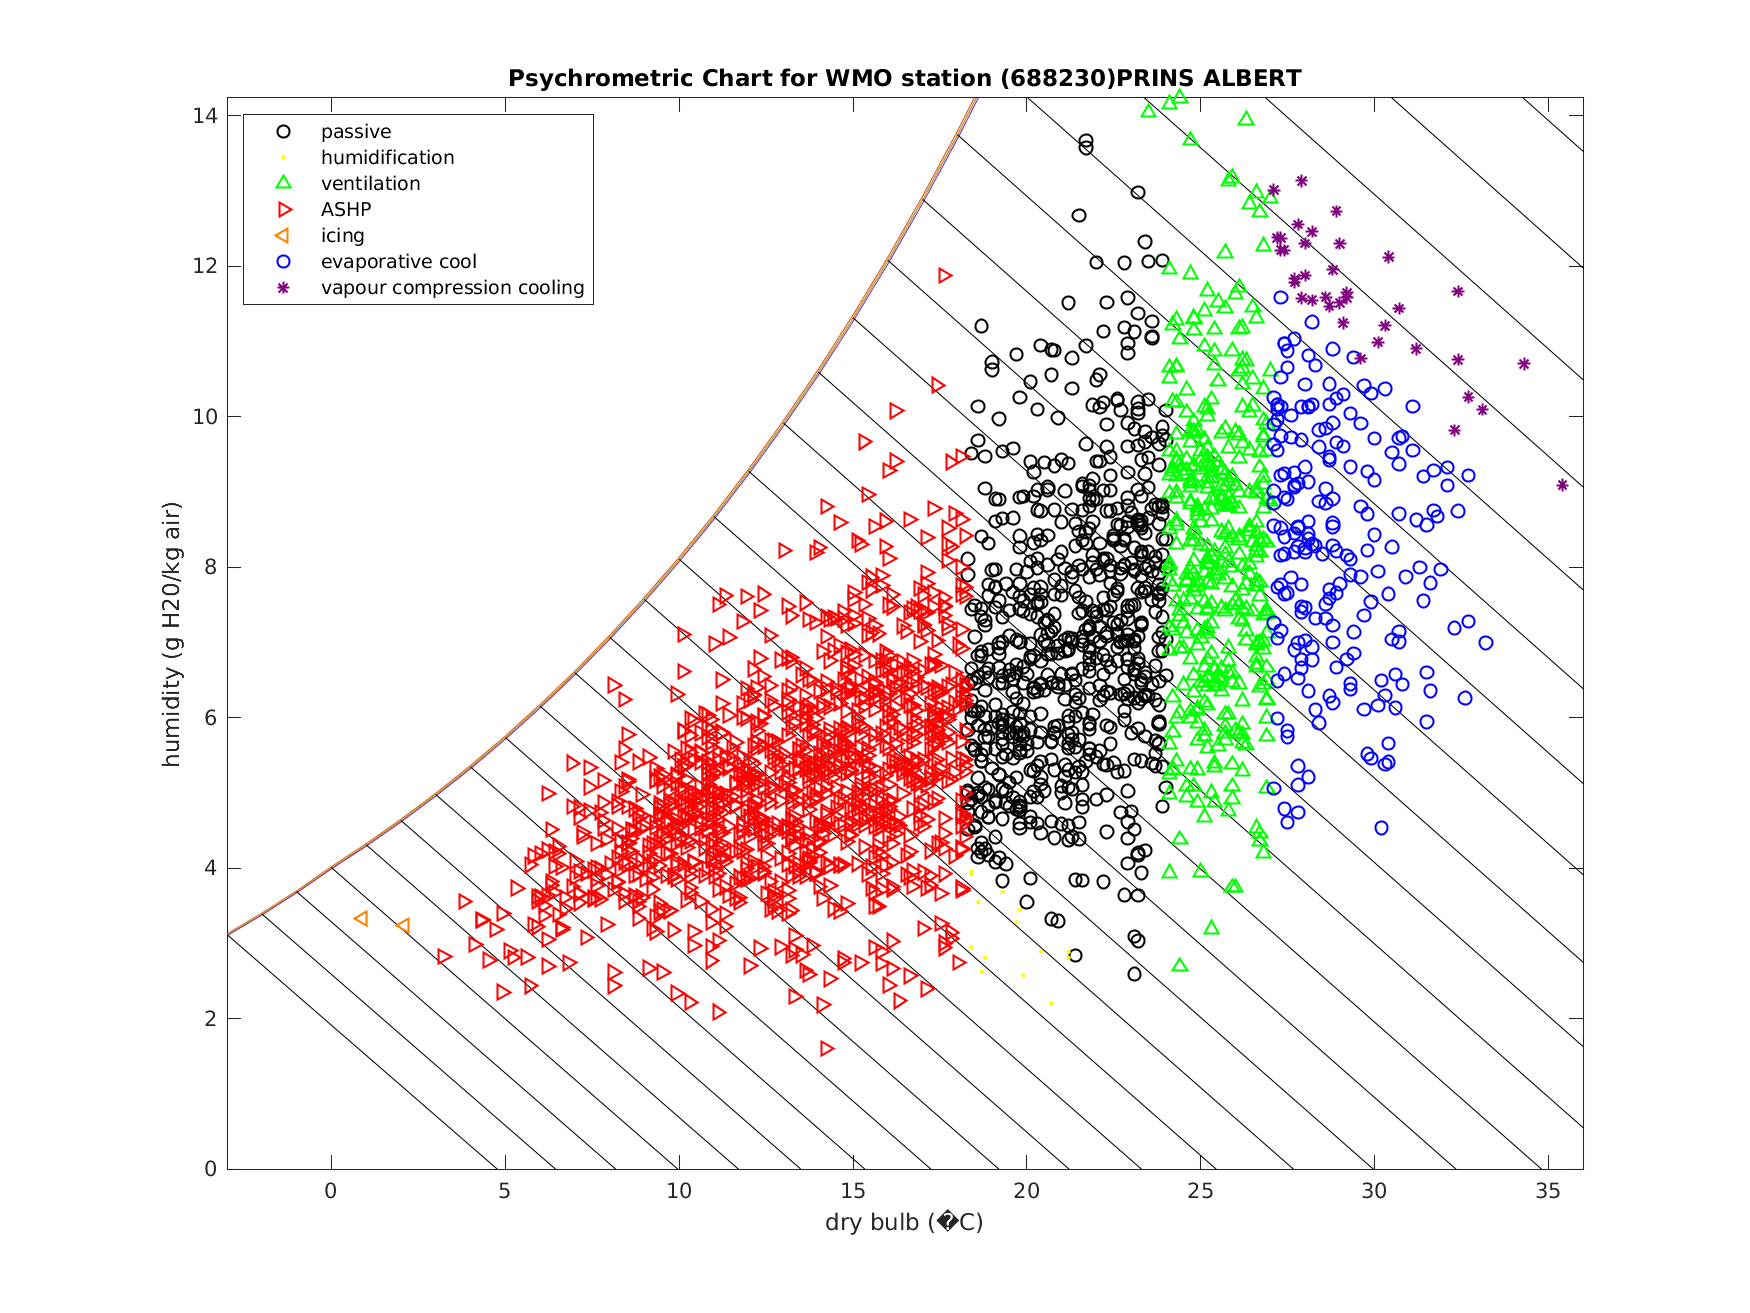 Psychrometric Chart for WMO station (688230)PRINS ALBERT
passive
humidification
ventilation
ASHP
icing
evaporative cool
vapour compression cooling
humidity (g H20/kg air)
14
12
10
8
6
4
2
0
0 5 10 15 20 25 30 35
dry bulb (�C)